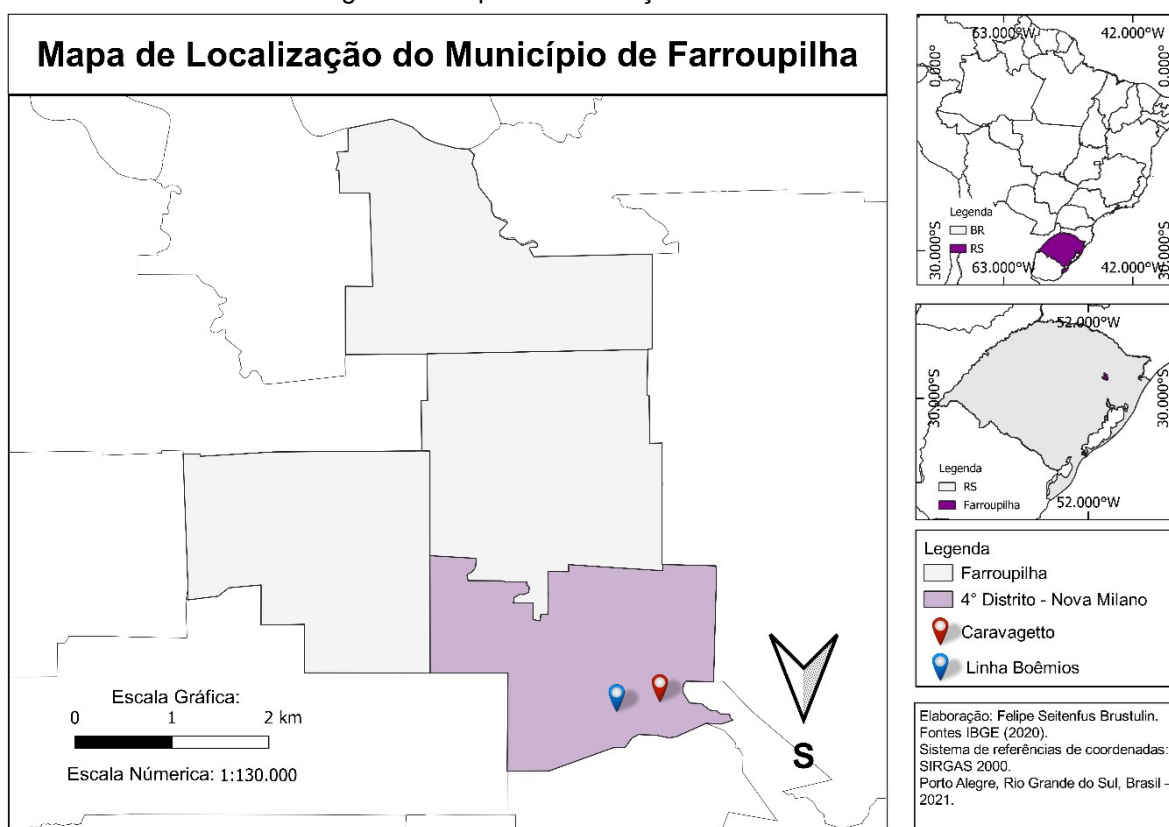 Mapa de Localização do Município de Farroupilha
Escala Gráfica:
0 1 2 km
Escala Númerica: 1:130.000
S
63.000°W 42.000°W
0.000° 0.000°
Legenda
BR
RS
30.000°S 30.000°S
63.000°W 42.000°W
52.000°W
30.000°S 30.000°S
Legenda
RS
Farroupilha
52.000°W
Legenda
Farroupilha
4° Distrito - Nova Milano
Caravagetto
Linha Boêmios
Elaboração: Felipe Seitenfus Brustulin.
Fontes IBGE (2020).
Sistema de referências de coordenadas:
SIRGAS 2000.
Porto Alegre, Rio Grande do Sul, Brasil –
2021.